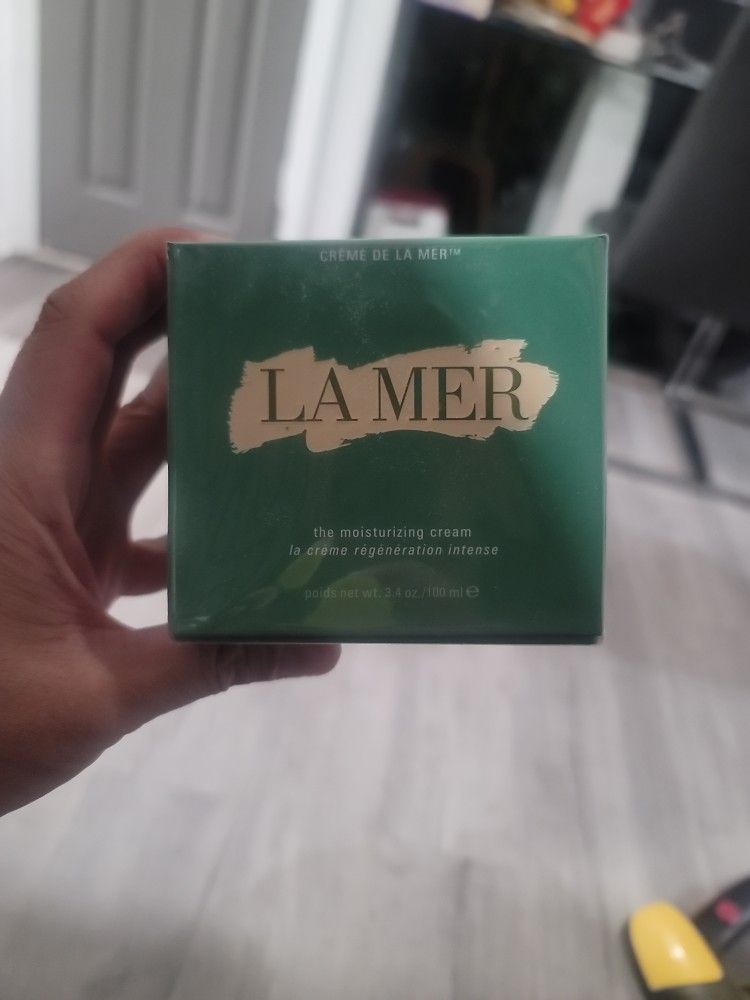 CRÈME DE LA MER™
LA MER
the moisturizing cream
la crème régénération intense
poids net wt. 3.4 oz./100 ml ℮